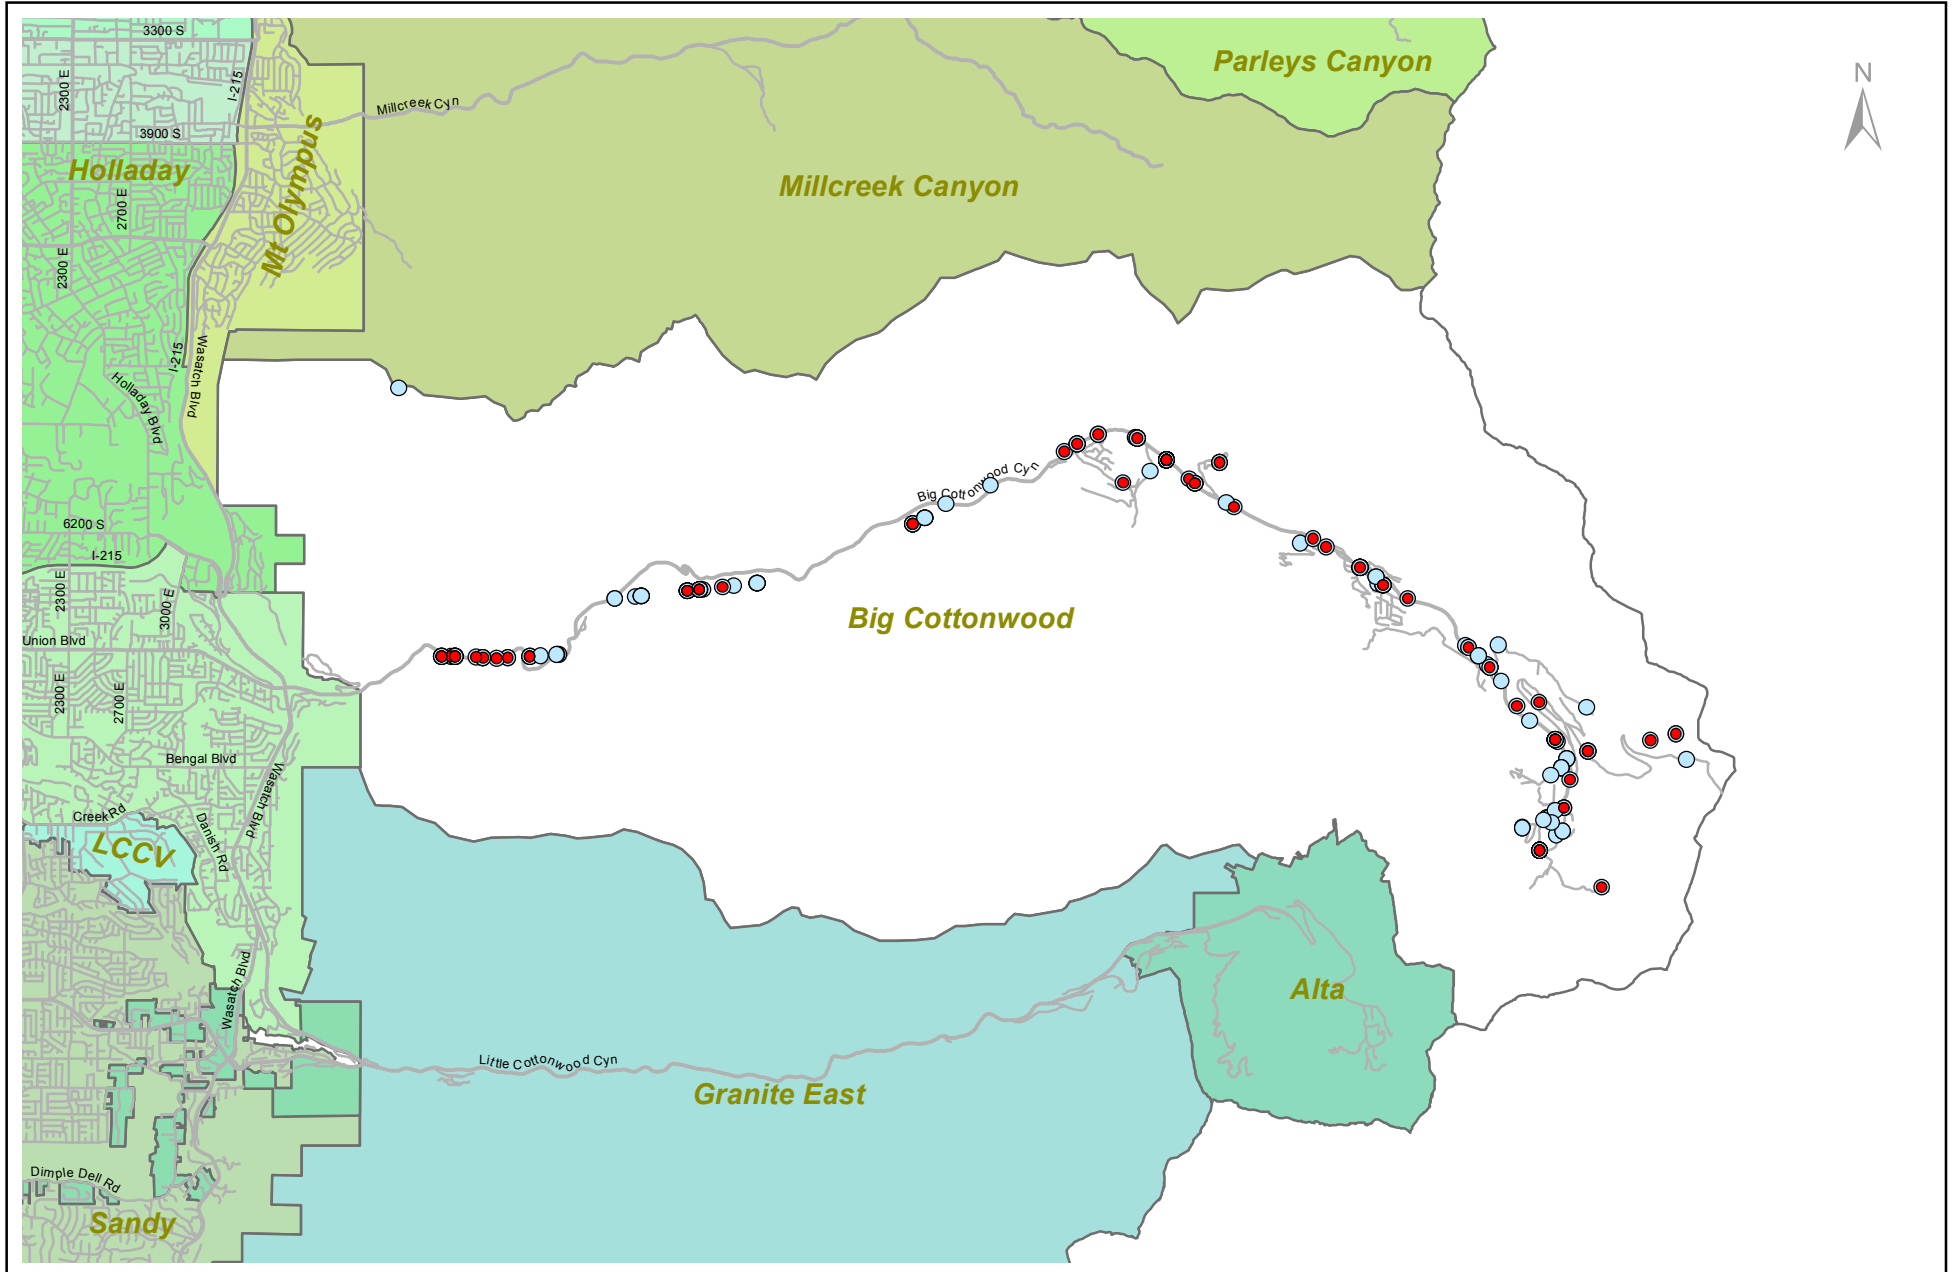 3300 S
Parleys Canyon
N
2300 E
I-215
Millcreek Cyn
3900 S
Holladay
Mt Olympus
Millcreek Canyon
2700 E
2300 E
I-215
Wasatch Blvd
Holladay Blvd
Big Cottonwood Cyn
6200 S
I-215
2300 E
3000 E
Big Cottonwood
Union Blvd
2300 E
2700 E
Bengal Blvd
Wasatch Blvd
Creek Rd
Danish Rd
LCCV
Wasatch Blvd
Alta
Little Cottonwood Cyn
Granite East
Dimple Dell Rd
Sandy